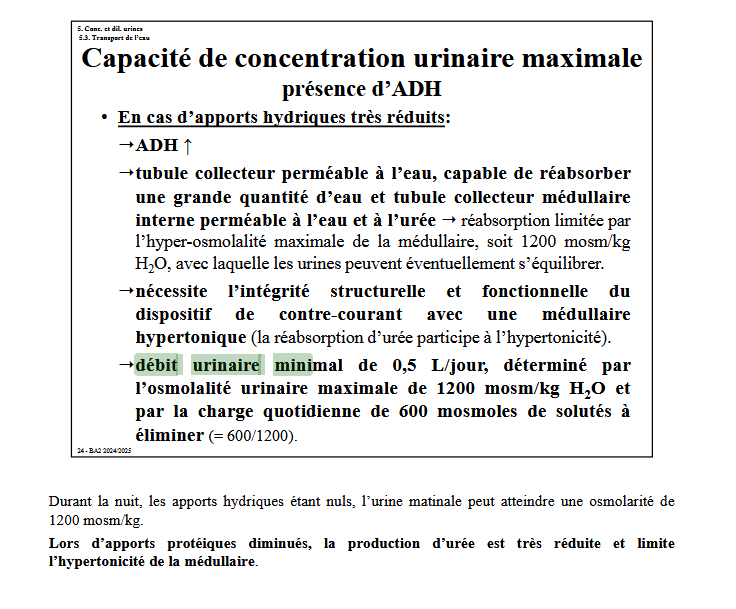 5. Conc. et dil. urines
5.3. Transport de l'eau
Capacité de concentration urinaire maximale
présence d'ADH
• En cas d'apports hydriques très réduits:
→ADH ↑
→tubule collecteur perméable à l'eau, capable de réabsorber
une grande quantité d'eau et tubule collecteur médullaire
interne perméable à l'eau et à l'urée → réabsorption limitée par
l'hyper-osmolalité maximale de la médullaire, soit 1200 mosm/kg
H₂O, avec laquelle les urines peuvent éventuellement s'équilibrer.
→nécessite l'intégrité structurelle et fonctionnelle du
dispositif de contre-courant avec une médullaire
hypertonique (la réabsorption d'urée participe à l'hypertonicité).
→débit urinaire minimal de 0,5 L/jour, déterminé par
l'osmolalité urinaire maximale de 1200 mosm/kg H₂O et
par la charge quotidienne de 600 mosmoles de solutés à
éliminer (= 600/1200).
24 - BA2 2024/2025
Durant la nuit, les apports hydriques étant nuls, l'urine matinale peut atteindre une osmolarité de
1200 mosm/kg.
Lors d'apports protéiques diminués, la production d'urée est très réduite et limite
l'hypertonicité de la médullaire.